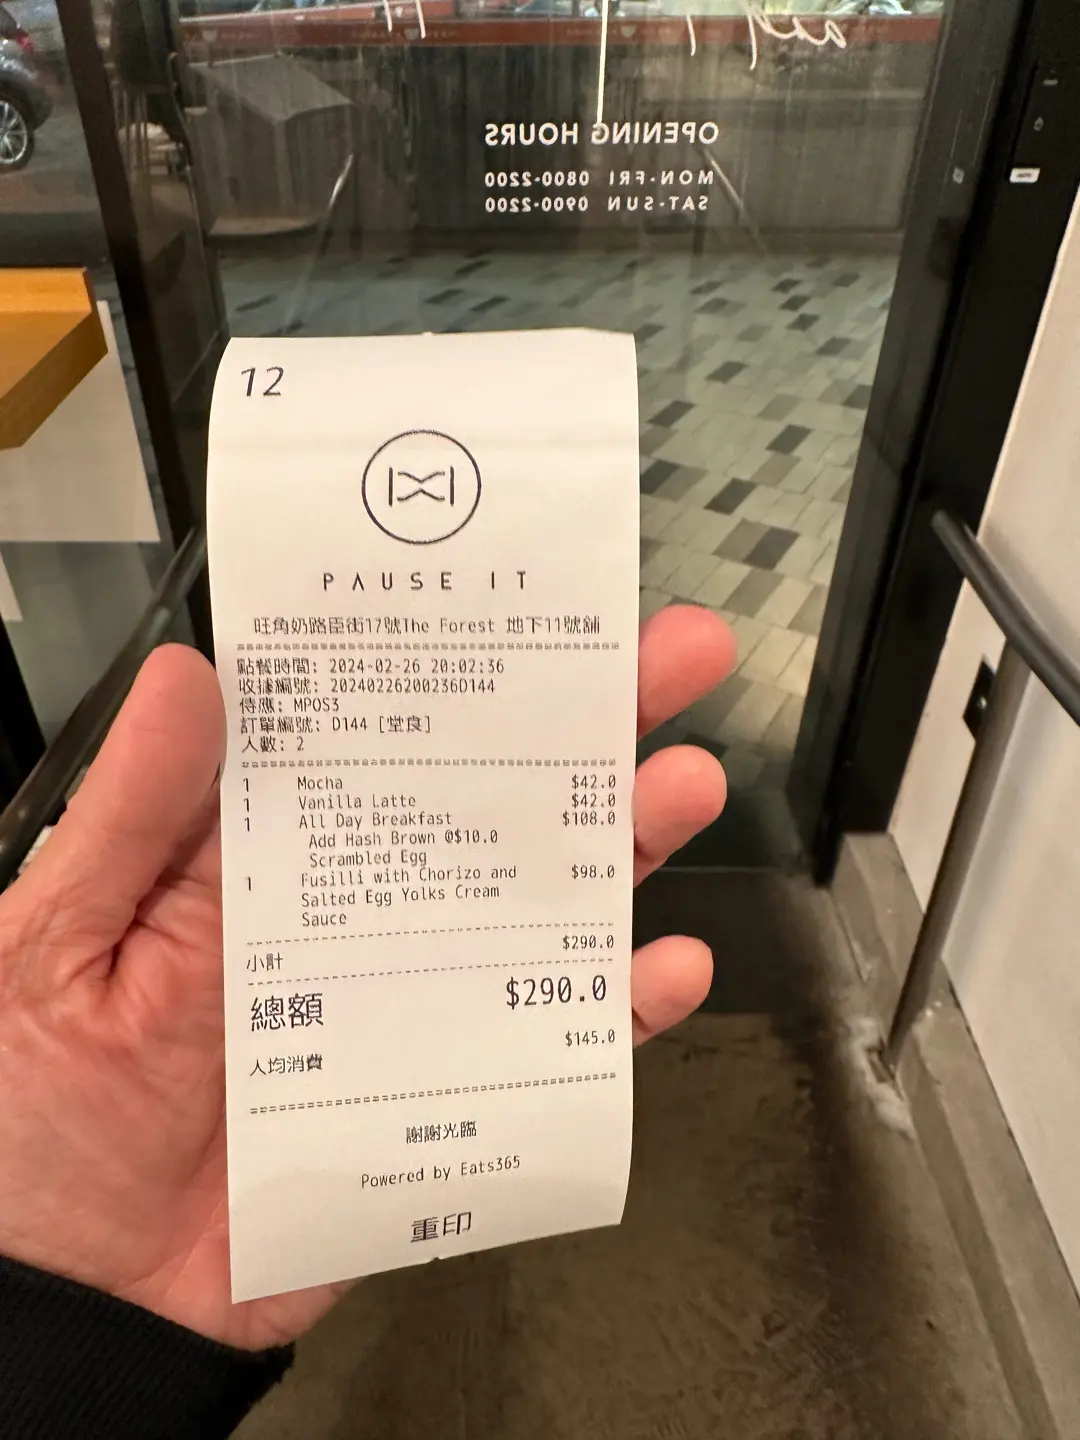 OPENING HOURS
MON-FRI 0800-2200
SAT-SUN 0900-2200
12
PAUSE IT
旺角奶路臣街17號The Forest 地下11號舖
點餐時間: 2024-02-26 20:02:36
收據編號: 20240226200236D144
侍應: MPOS3
訂單編號: D144 [堂食]
人數: 2
1 Mocha $42.0
1 Vanilla Latte $42.0
1 All Day Breakfast $108.0
Add Hash Brown @$10.0
Scrambled Egg
1 Fusilli with Chorizo and $98.0
Salted Egg Yolks Cream
Sauce
小計 $290.0
總額 $290.0
人均消費 $145.0
謝謝光臨
Powered by Eats365
重印